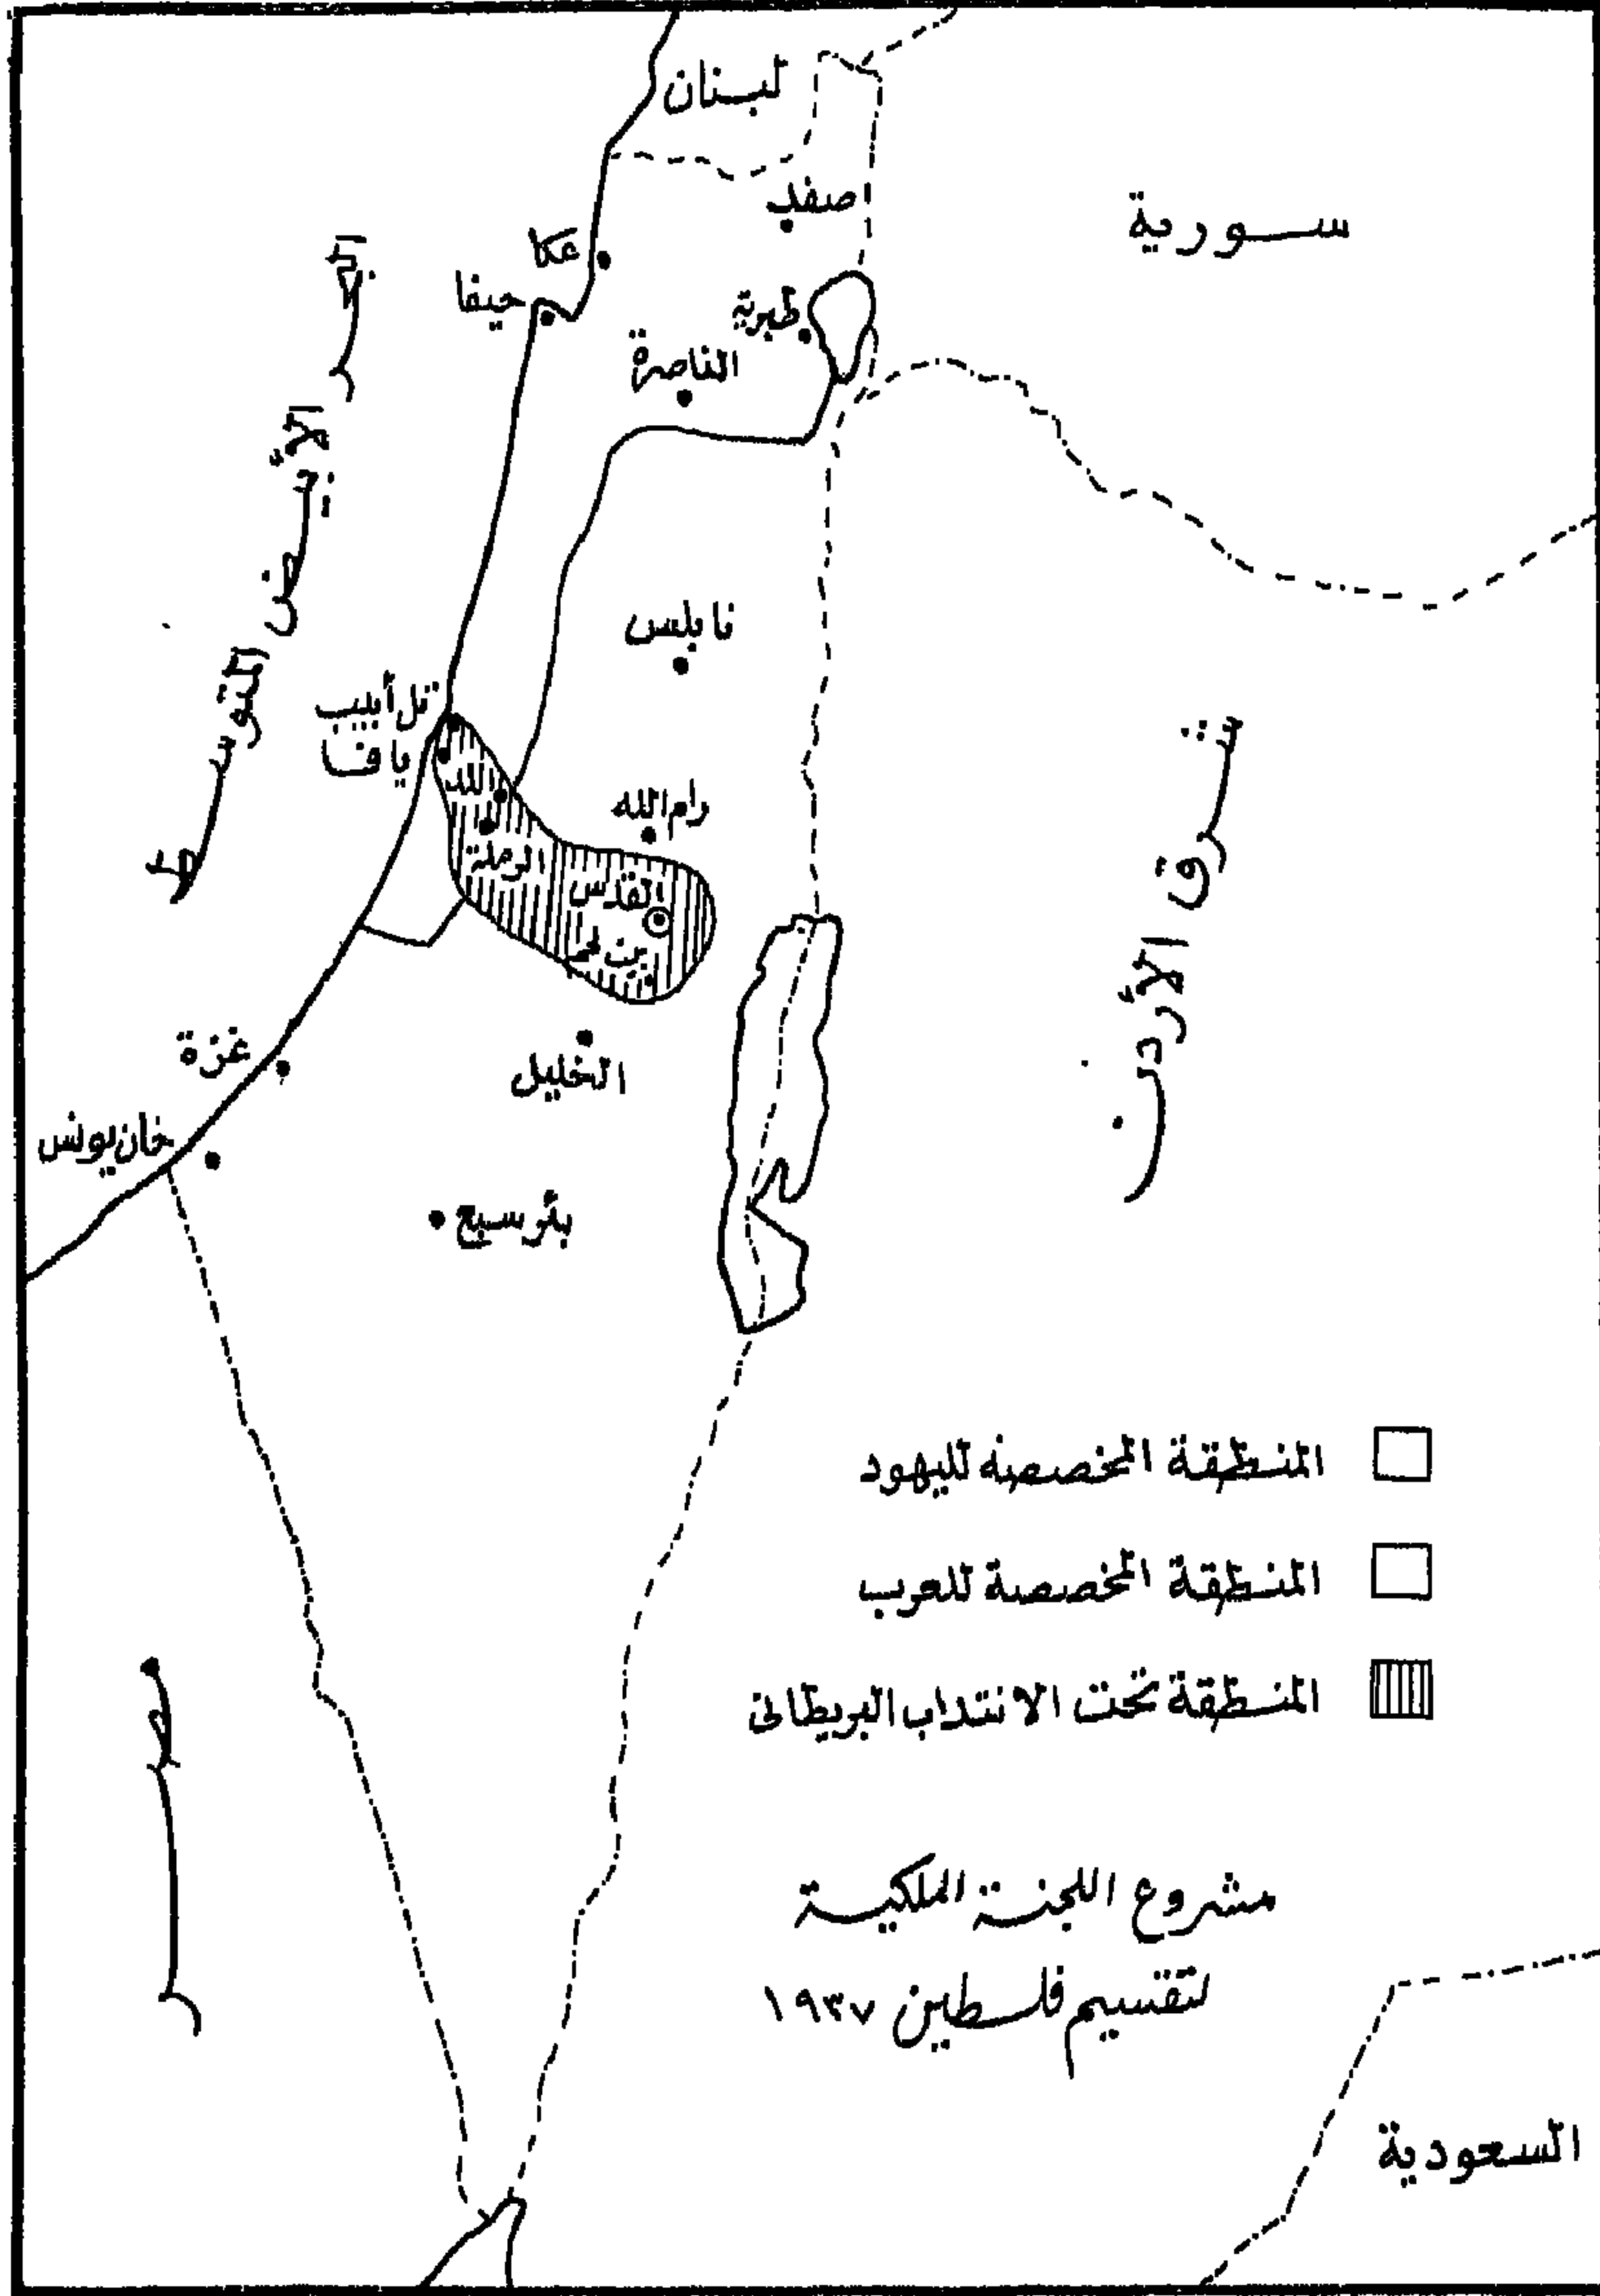 لبنان
صفد
سورية
عكا
حيفا
طبرية
الناصرة
البحر الأبيض المتوسط
نابلس
تل أبيب
يافا
اللد
رام الله
الرملة
القدس
بيت لحم
شرق الأردن
غزة
الخليل
خان يونس
بئر سبع
المنطقة المخصصة لليهود
المنطقة المخصصة للعرب
المنطقة تحت الانتداب البريطانى
مصر
مشروع اللجنة الملكية
لتقسيم فلسطين ١٩٣٧
السعودية